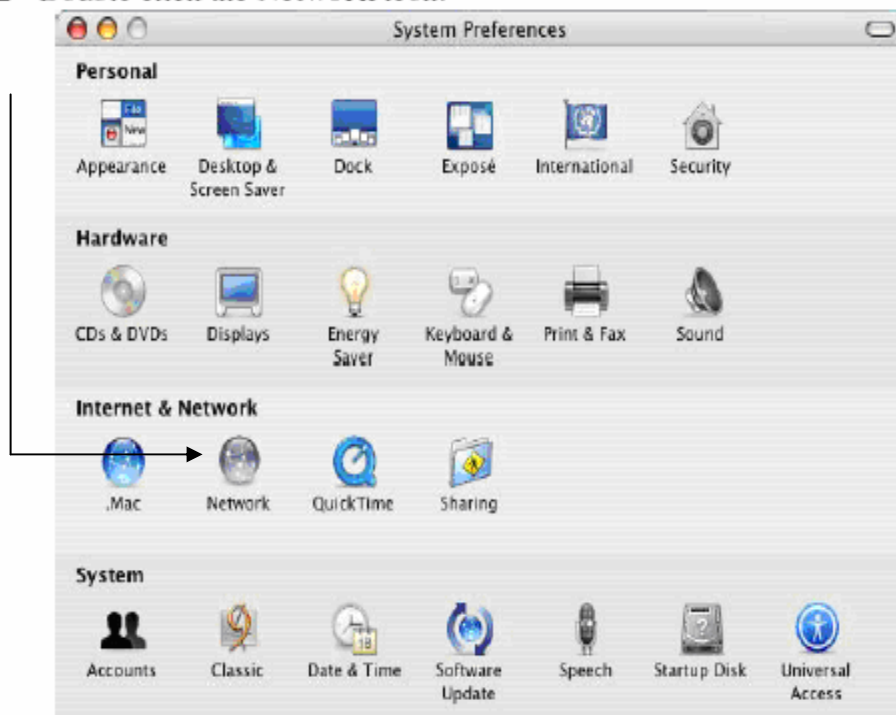 System Preferences
Personal
Appearance
Desktop & Screen Saver
Dock
Exposé
International
Security
Hardware
CDs & DVDs
Displays
Energy Saver
Keyboard & Mouse
Print & Fax
Sound
Internet & Network
.Mac
Network
QuickTime
Sharing
System
Accounts
Classic
Date & Time
Software Update
Speech
Startup Disk
Universal Access